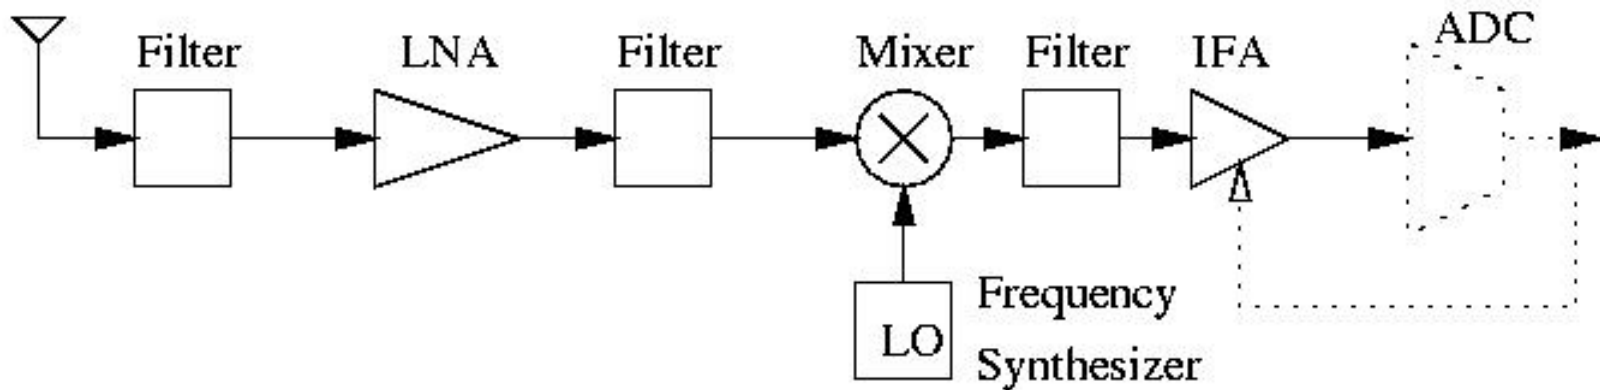 Filter
LNA
Filter
Mixer
Filter
IFA
ADC
LO
Frequency
Synthesizer